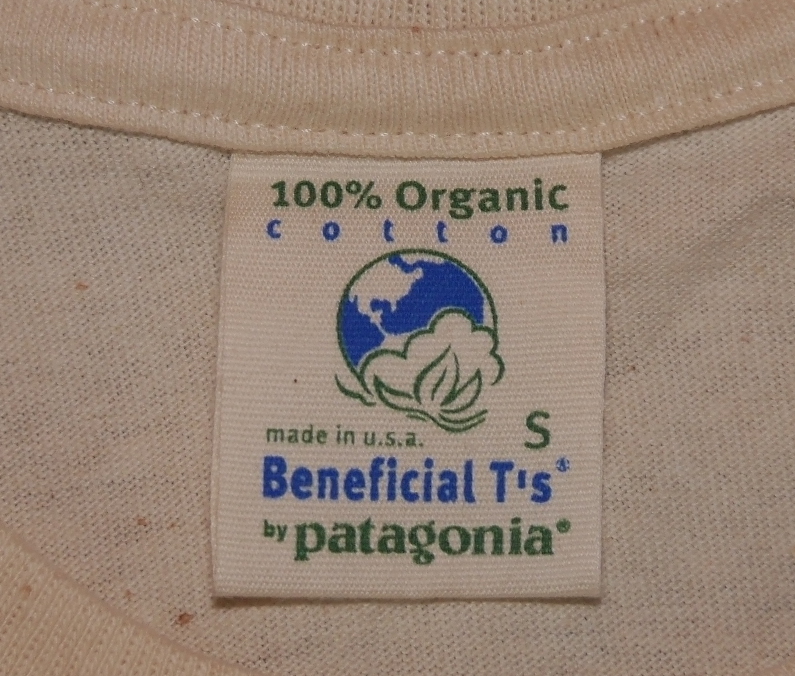 100% Organic
cotton
made in u.s.a. S
Beneficial T's®
by patagonia®